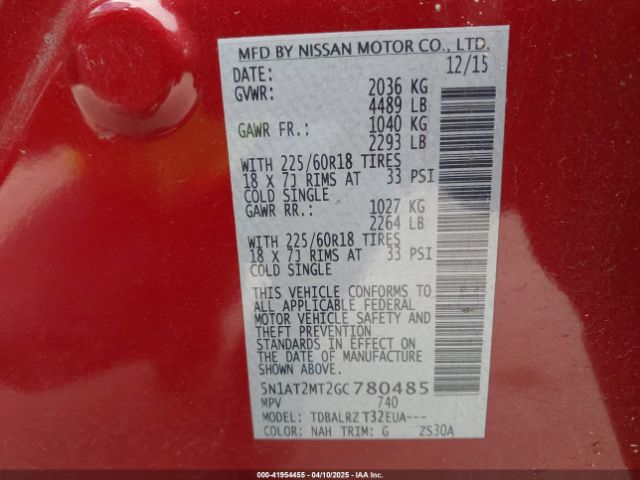 MFD BY NISSAN MOTOR CO., LTD.
DATE: 12/15
GVWR: 2036 KG
4489 LB
GAWR FR.: 1040 KG
2293 LB
WITH 225/60R18 TIRES
18 X 7J RIMS AT 33 PSI
COLD SINGLE
GAWR RR.: 1027 KG
2264 LB
WITH 225/60R18 TIRES
18 X 7J RIMS AT 33 PSI
COLD SINGLE
THIS VEHICLE CONFORMS TO
ALL APPLICABLE FEDERAL
MOTOR VEHICLE SAFETY AND
THEFT PREVENTION
STANDARDS IN EFFECT ON
THE DATE OF MANUFACTURE
SHOWN ABOVE.
5N1AT2MT2GC780485
MPV 740
MODEL: TDBALRZ T32EUA---
COLOR: NAH TRIM: G ZS30A
000-41954455 - 04/10/2025 - IAAI.COM